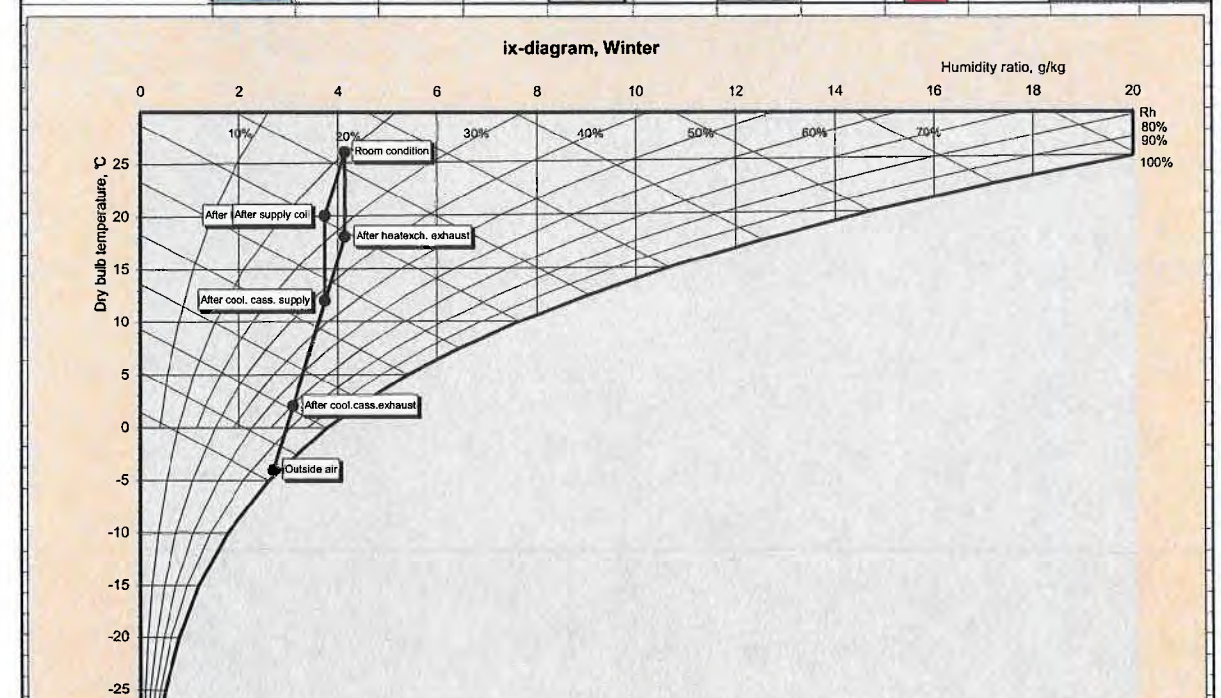 ix-diagram, Winter
Humidity ratio, g/kg
0 2 4 6 8 10 12 14 16 18 20
Rh
10% 20% 30% 40% 50% 60% 70% 80%
90%
100%
Dry bulb temperature, °C
Room condition
25
20
After After supply coil
After heatexch. exhaust
15
After cool. cass. supply
10
5
After cool.cass.exhaust
0
Outside air
-5
-10
-15
-20
-25